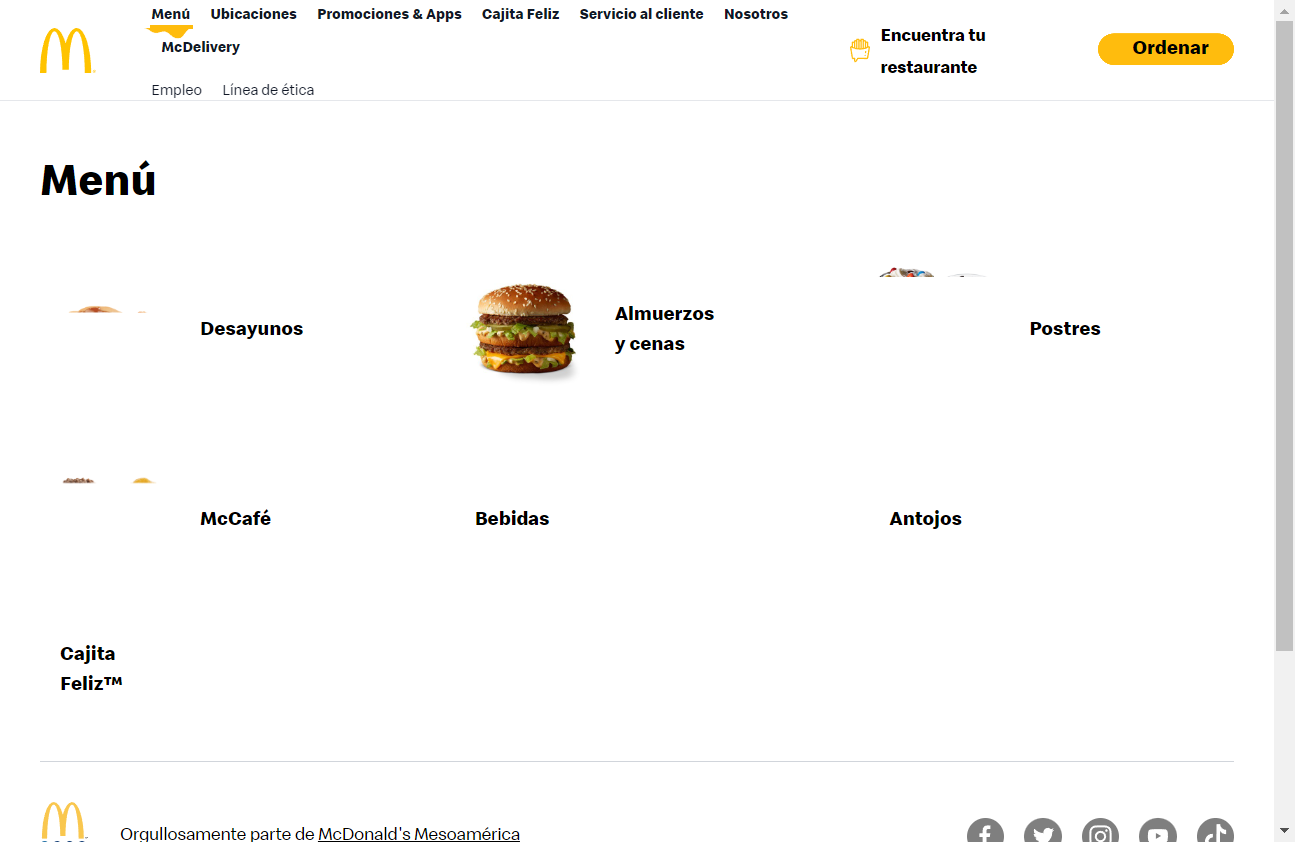 Menú Ubicaciones Promociones & Apps Cajita Feliz Servicio al cliente Nosotros
McDelivery
Empleo Línea de ética
Encuentra tu
restaurante
Ordenar
Menú
Desayunos
Almuerzos
y cenas
Postres
McCafé
Bebidas
Antojos
Cajita
Feliz™
Orgullosamente parte de McDonald's Mesoamérica